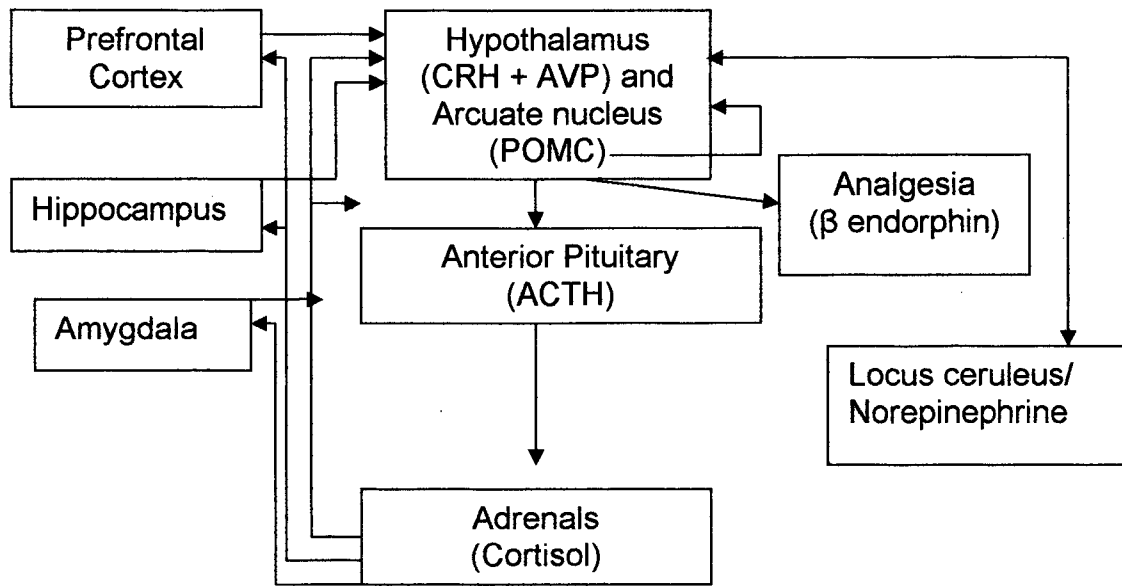 Prefrontal
Cortex
Hypothalamus
(CRH + AVP) and
Arcuate nucleus
(POMC)
Hippocampus
Analgesia
(β endorphin)
Anterior Pituitary
(ACTH)
Amygdala
Locus ceruleus/
Norepinephrine
Adrenals
(Cortisol)